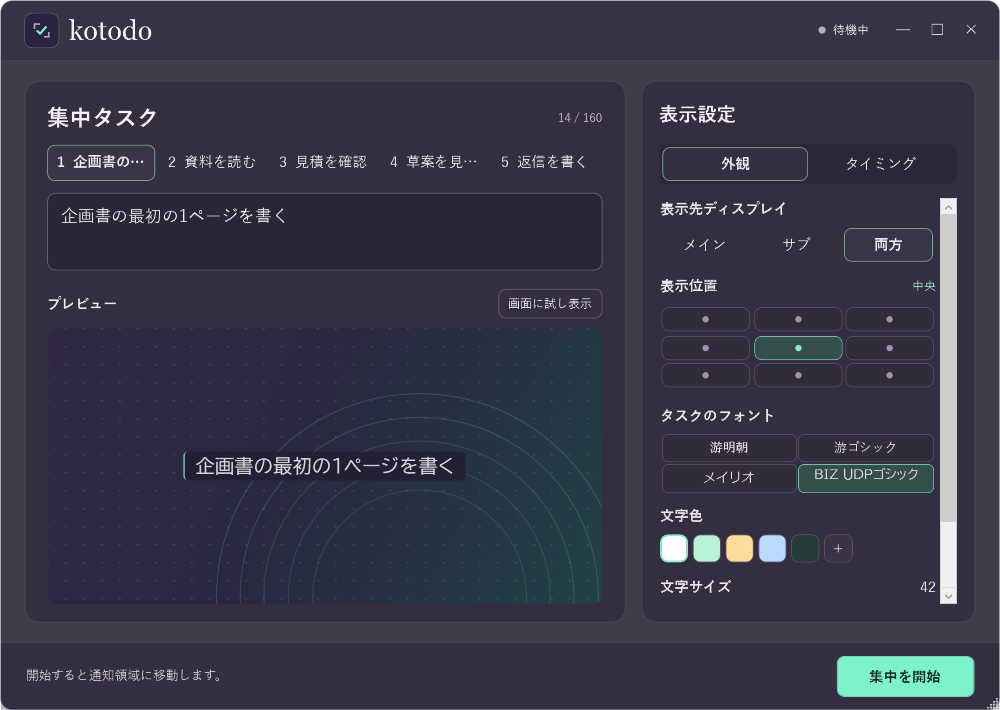 kotodo
待機中
集中タスク
14 / 160
1 企画書の…
2 資料を読む
3 見積を確認
4 草案を見…
5 返信を書く
企画書の最初の1ページを書く
プレビュー
画面に試し表示
企画書の最初の1ページを書く
表示設定
外観
タイミング
表示先ディスプレイ
メイン
サブ
両方
表示位置
中央
タスクのフォント
游明朝
游ゴシック
メイリオ
BIZ UDPゴシック
文字色
+
文字サイズ
42
開始すると通知領域に移動します。
集中を開始